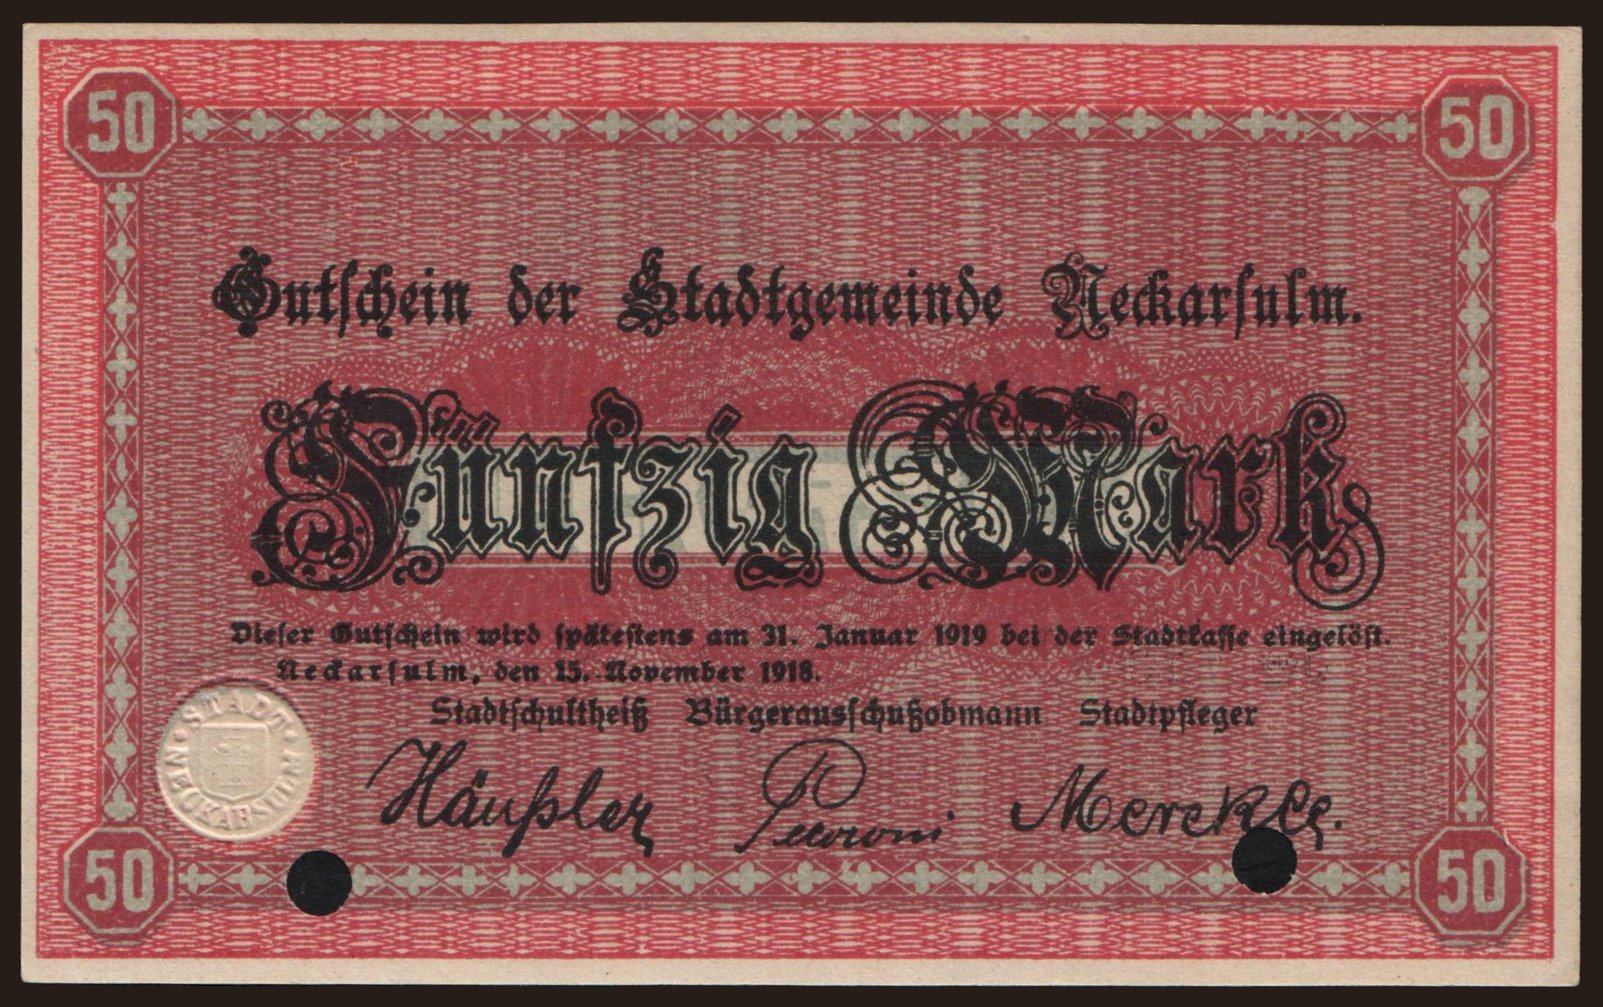 50 50
Gutschein der Stadtgemeinde Neckarsulm.
Fünfzig Mark
Dieser Gutschein wird spätestens am 31. Januar 1919 bei der Stadtkasse eingelöst.
Neckarsulm, den 15. November 1918.
Stadtschultheiß Bürgerausschußobmann Stadtpfleger
STADT NECKARSULM
Häußler Merckle.
50 50